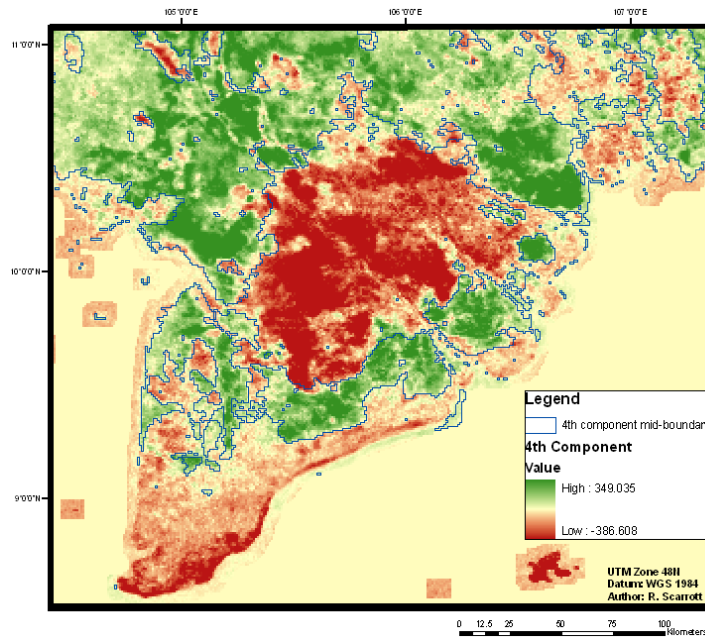 105°0'0"E
106°0'0"E
107°0'0"E
11°0'0"N
10°0'0"N
9°0'0"N
Legend
4th component mid-boundary
4th Component
Value
High : 349.035
Low : -386.608
UTM Zone 48N
Datum: WGS 1984
Author: R. Scarrott
0 12.5 25 50 75 100
Kilometers